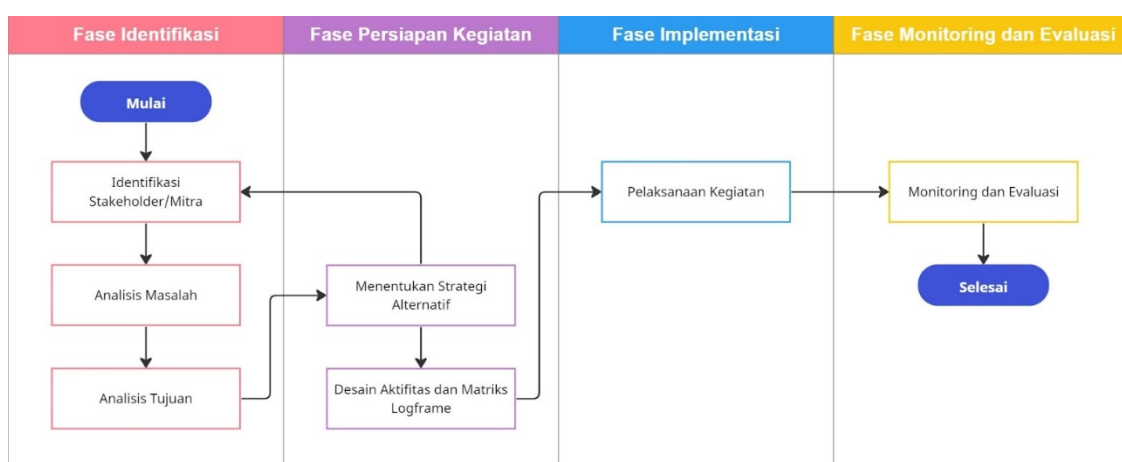 Fase Identifikasi
Fase Persiapan Kegiatan
Fase Implementasi
Fase Monitoring dan Evaluasi
Mulai
Identifikasi
Stakeholder/Mitra
Analisis Masalah
Analisis Tujuan
Menentukan Strategi
Alternatif
Desain Aktifitas dan Matriks
Logframe
Pelaksanaan Kegiatan
Monitoring dan Evaluasi
Selesai